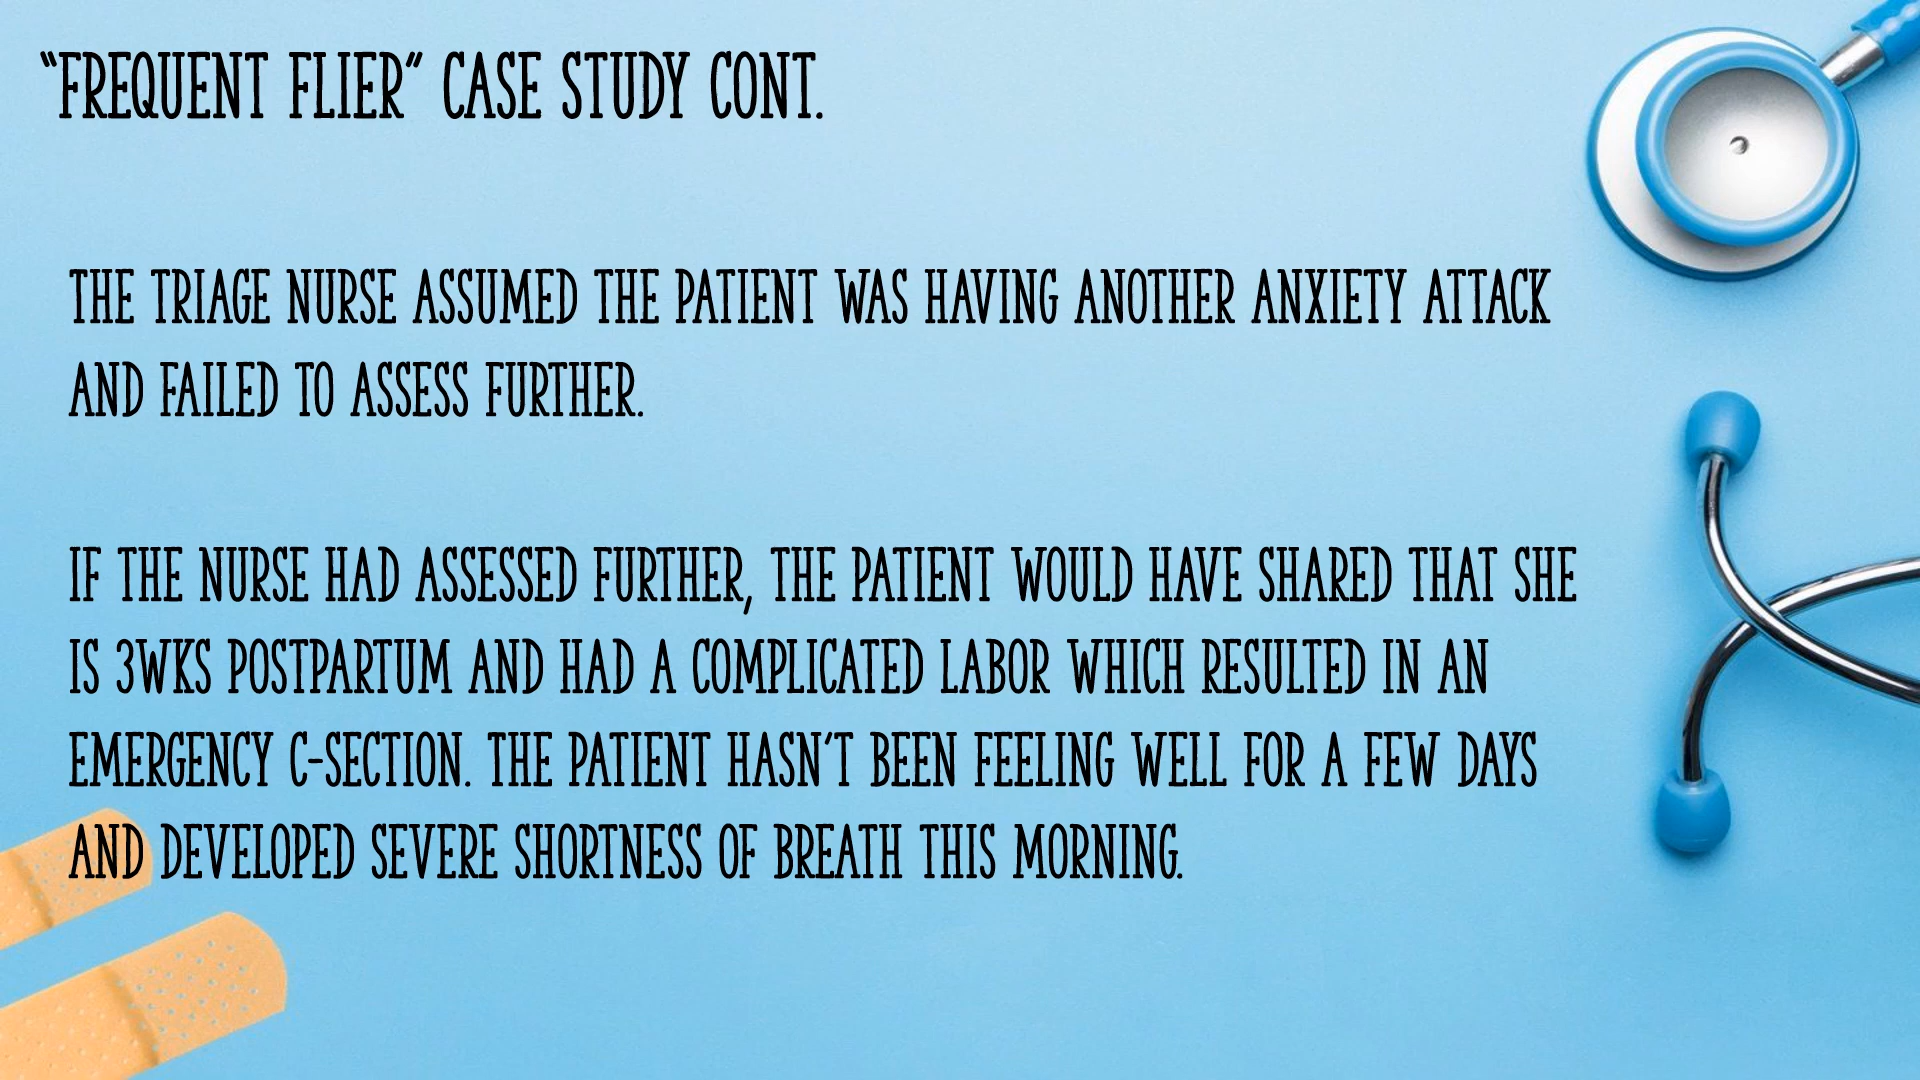 “FREQUENT FLIER” CASE STUDY CONT.
THE TRIAGE NURSE ASSUMED THE PATIENT WAS HAVING ANOTHER ANXIETY ATTACK
AND FAILED TO ASSESS FURTHER.
IF THE NURSE HAD ASSESSED FURTHER, THE PATIENT WOULD HAVE SHARED THAT SHE
IS 3WKS POSTPARTUM AND HAD A COMPLICATED LABOR WHICH RESULTED IN AN
EMERGENCY C-SECTION. THE PATIENT HASN’T BEEN FEELING WELL FOR A FEW DAYS
AND DEVELOPED SEVERE SHORTNESS OF BREATH THIS MORNING.